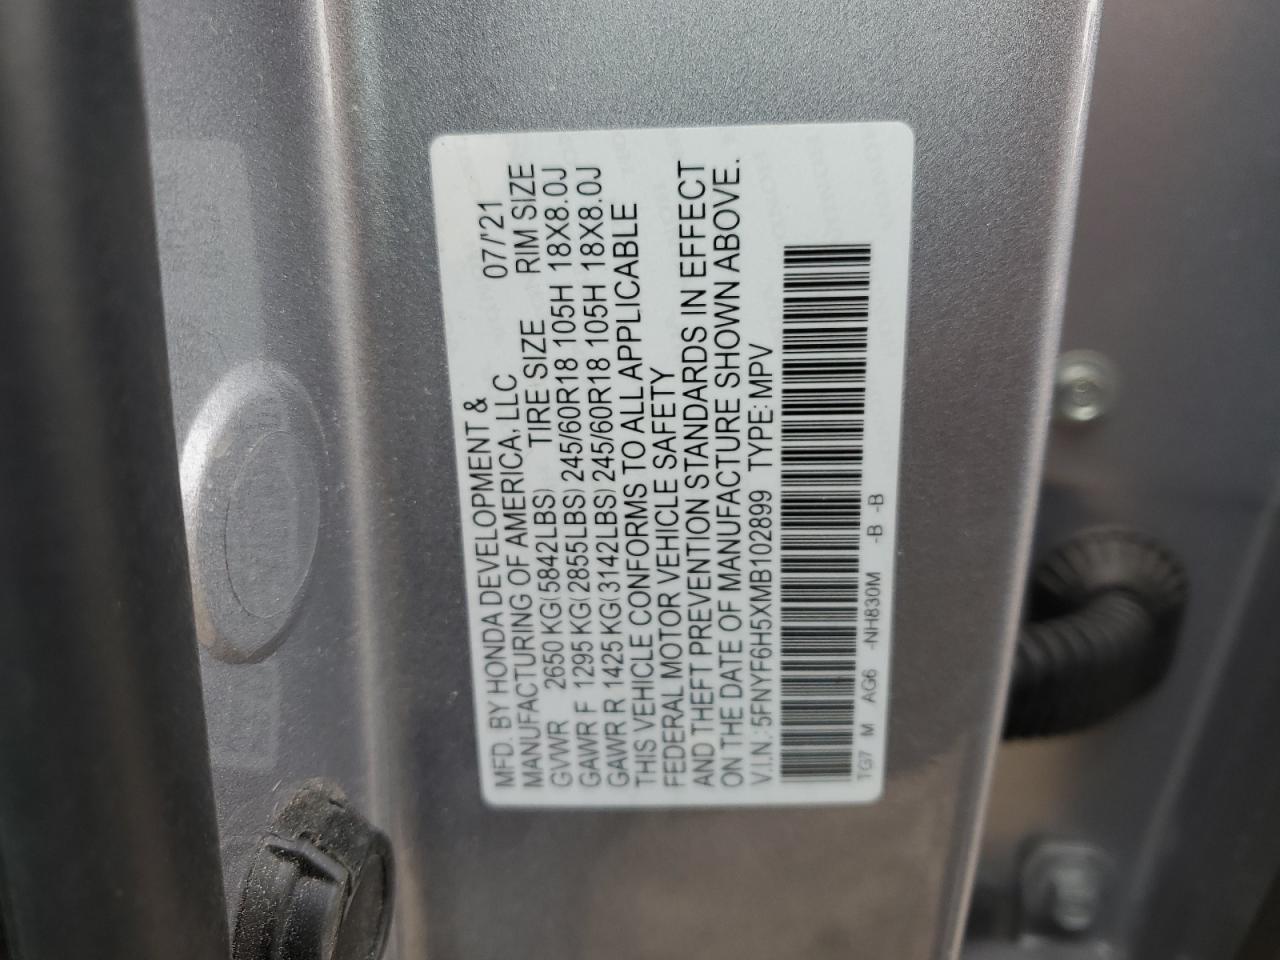 MFD. BY HONDA DEVELOPMENT &
MANUFACTURING OF AMERICA, LLC 07/'21
GVWR 2650 KG(5842LBS) TIRE SIZE RIM SIZE
GAWR F 1295 KG(2855LBS) 245/60R18 105H 18X8.0J
GAWR R 1425 KG(3142LBS) 245/60R18 105H 18X8.0J
THIS VEHICLE CONFORMS TO ALL APPLICABLE
FEDERAL MOTOR VEHICLE SAFETY
AND THEFT PREVENTION STANDARDS IN EFFECT
ON THE DATE OF MANUFACTURE SHOWN ABOVE.
V.I.N.: 5FNYF6H5XMB102899 TYPE: MPV
TG7 M AG6 -NH830M -B -B